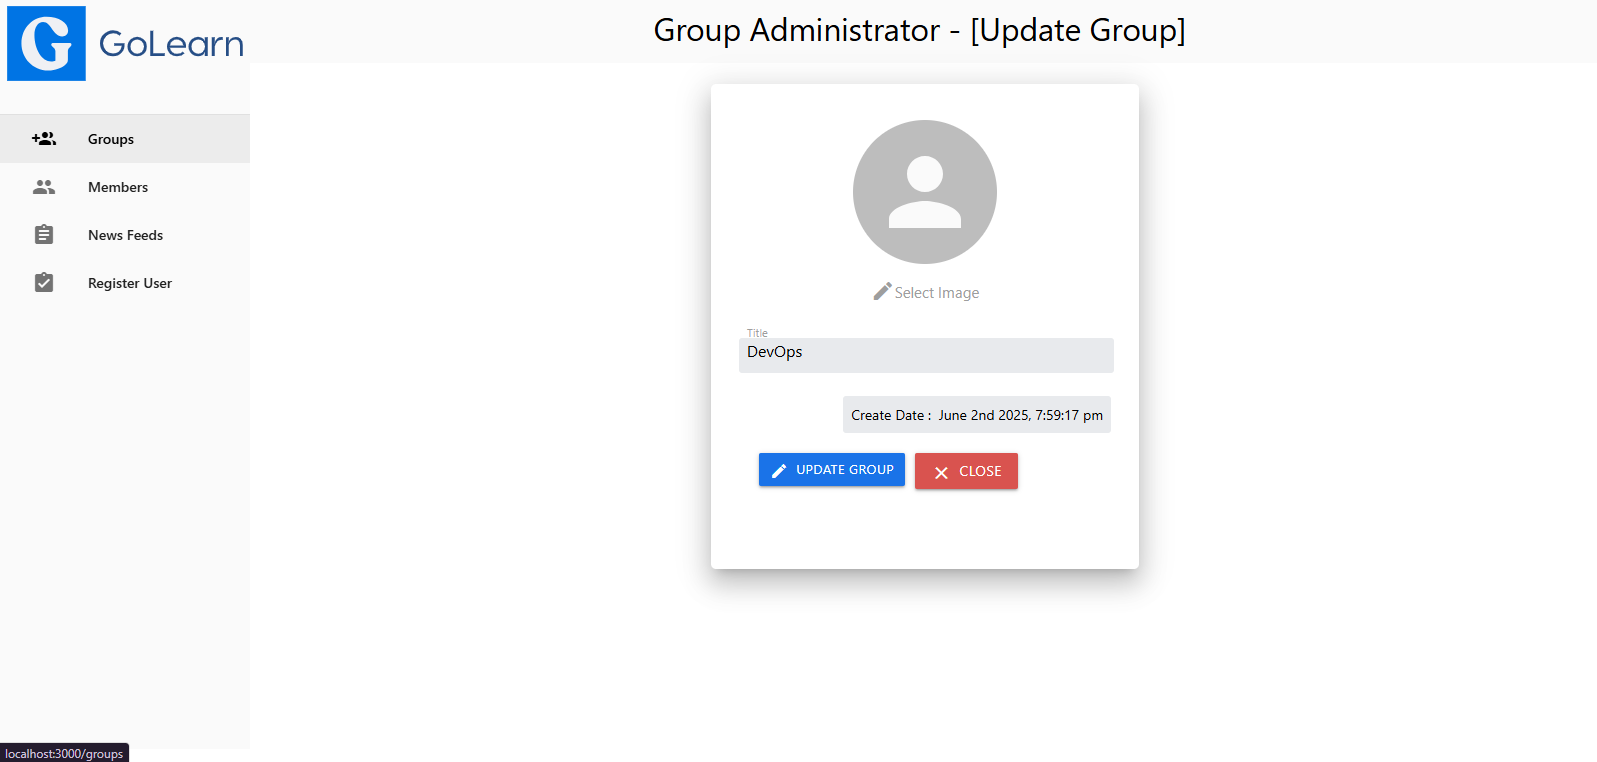 G GoLearn
Group Administrator - [Update Group]
Groups
Members
News Feeds
Register User
Select Image
Title
DevOps
Create Date : June 2nd 2025, 7:59:17 pm
UPDATE GROUP
CLOSE
localhost:3000/groups